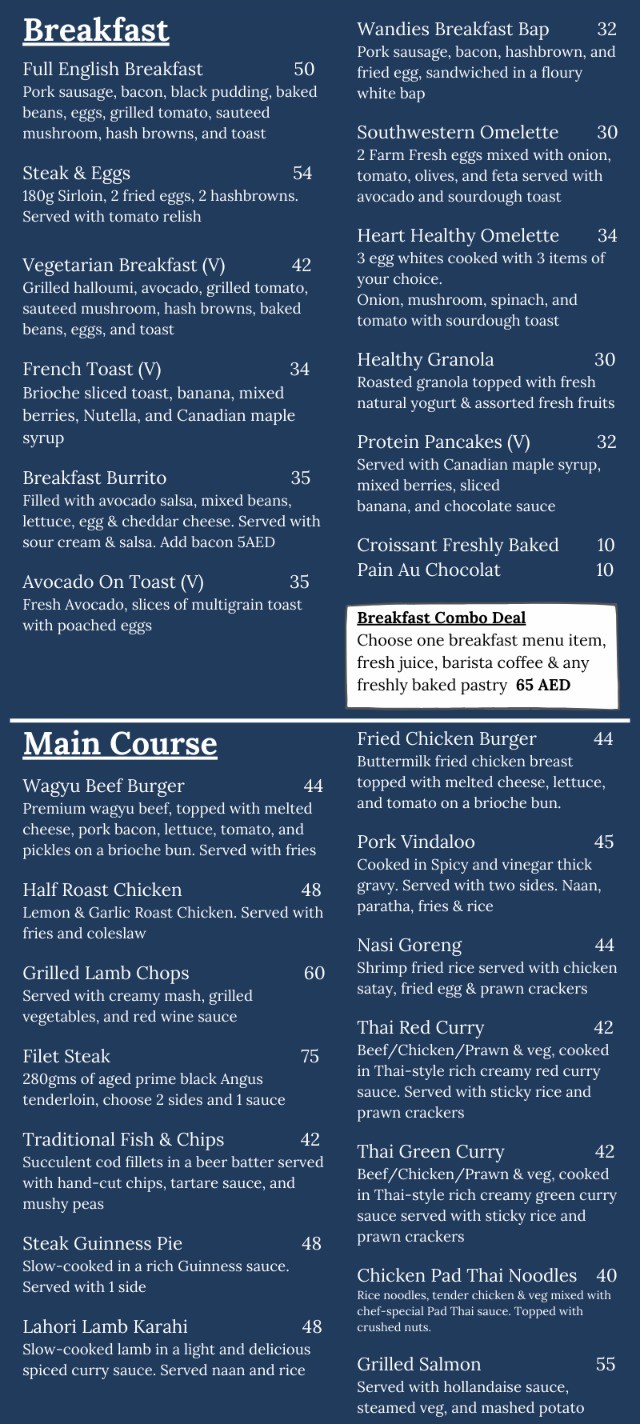 Breakfast
Full English Breakfast 50
Pork sausage, bacon, black pudding, baked
beans, eggs, grilled tomato, sauteed
mushroom, hash browns, and toast
Steak & Eggs 54
180g Sirloin, 2 fried eggs, 2 hashbrowns.
Served with tomato relish
Vegetarian Breakfast (V) 42
Grilled halloumi, avocado, grilled tomato,
sauteed mushroom, hash browns, baked
beans, eggs, and toast
French Toast (V) 34
Brioche sliced toast, banana, mixed
berries, Nutella, and Canadian maple
syrup
Breakfast Burrito 35
Filled with avocado salsa, mixed beans,
lettuce, egg & cheddar cheese. Served with
sour cream & salsa. Add bacon 5AED
Avocado On Toast (V) 35
Fresh Avocado, slices of multigrain toast
with poached eggs
Wandies Breakfast Bap 32
Pork sausage, bacon, hashbrown, and
fried egg, sandwiched in a floury
white bap
Southwestern Omelette 30
2 Farm Fresh eggs mixed with onion,
tomato, olives, and feta served with
avocado and sourdough toast
Heart Healthy Omelette 34
3 egg whites cooked with 3 items of
your choice.
Onion, mushroom, spinach, and
tomato with sourdough toast
Healthy Granola 30
Roasted granola topped with fresh
natural yogurt & assorted fresh fruits
Protein Pancakes (V) 32
Served with Canadian maple syrup,
mixed berries, sliced
banana, and chocolate sauce
Croissant Freshly Baked 10
Pain Au Chocolat 10
Breakfast Combo Deal
Choose one breakfast menu item,
fresh juice, barista coffee & any
freshly baked pastry 65 AED
Main Course
Wagyu Beef Burger 44
Premium wagyu beef, topped with melted
cheese, pork bacon, lettuce, tomato, and
pickles on a brioche bun. Served with fries
Half Roast Chicken 48
Lemon & Garlic Roast Chicken. Served with
fries and coleslaw
Grilled Lamb Chops 60
Served with creamy mash, grilled
vegetables, and red wine sauce
Filet Steak 75
280gms of aged prime black Angus
tenderloin, choose 2 sides and 1 sauce
Traditional Fish & Chips 42
Succulent cod fillets in a beer batter served
with hand-cut chips, tartare sauce, and
mushy peas
Steak Guinness Pie 48
Slow-cooked in a rich Guinness sauce.
Served with 1 side
Lahori Lamb Karahi 48
Slow-cooked lamb in a light and delicious
spiced curry sauce. Served naan and rice
Fried Chicken Burger 44
Buttermilk fried chicken breast
topped with melted cheese, lettuce,
and tomato on a brioche bun.
Pork Vindaloo 45
Cooked in Spicy and vinegar thick
gravy. Served with two sides. Naan,
paratha, fries & rice
Nasi Goreng 44
Shrimp fried rice served with chicken
satay, fried egg & prawn crackers
Thai Red Curry 42
Beef/Chicken/Prawn & veg, cooked
in Thai-style rich creamy red curry
sauce. Served with sticky rice and
prawn crackers
Thai Green Curry 42
Beef/Chicken/Prawn & veg, cooked
in Thai-style rich creamy green curry
sauce served with sticky rice and
prawn crackers
Chicken Pad Thai Noodles 40
Rice noodles, tender chicken & veg mixed with
chef-special Pad Thai sauce. Topped with
crushed nuts.
Grilled Salmon 55
Served with hollandaise sauce,
steamed veg, and mashed potato